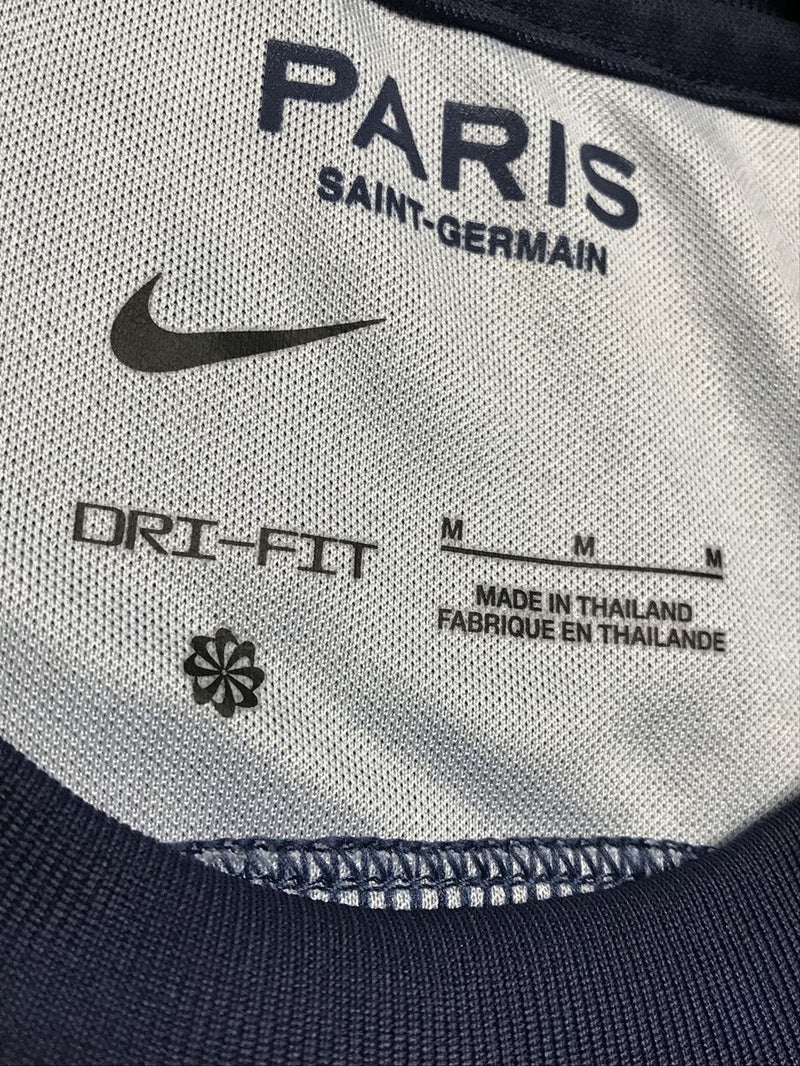 PARIS
SAINT-GERMAIN
DRI-FIT
M M M
MADE IN THAILAND
FABRIQUE EN THAILANDE